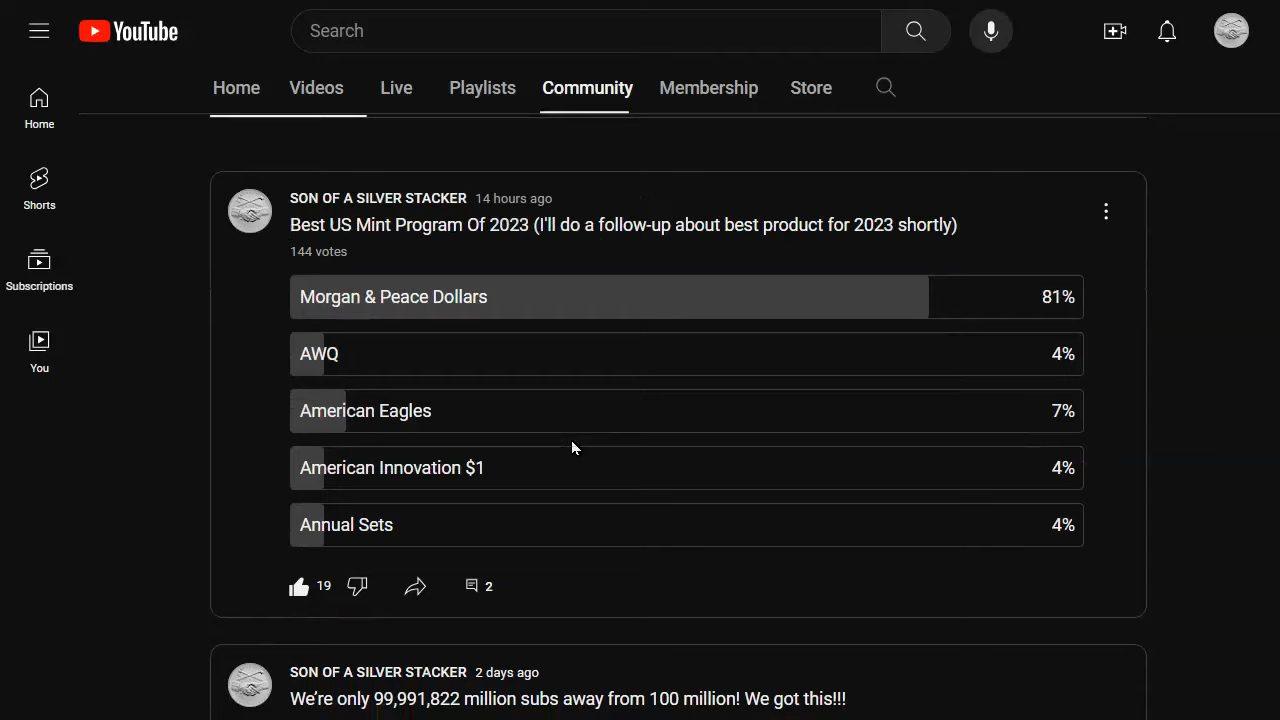 YouTube
Search
Home Videos Live Playlists Community Membership Store
Home
Shorts
Subscriptions
You
SON OF A SILVER STACKER 14 hours ago
Best US Mint Program Of 2023 (I'll do a follow-up about best product for 2023 shortly)
144 votes
Morgan & Peace Dollars 81%
AWQ 4%
American Eagles 7%
American Innovation $1 4%
Annual Sets 4%
19 2
SON OF A SILVER STACKER 2 days ago
We’re only 99,991,822 million subs away from 100 million! We got this!!!